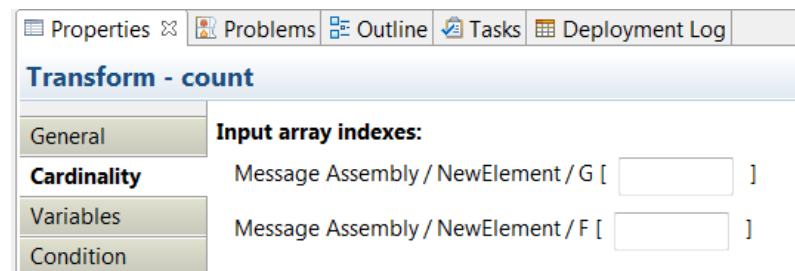 Properties Problems Outline Tasks Deployment Log
Transform - count
General
Cardinality
Variables
Condition
Input array indexes:
Message Assembly / NewElement / G [ ]
Message Assembly / NewElement / F [ ]